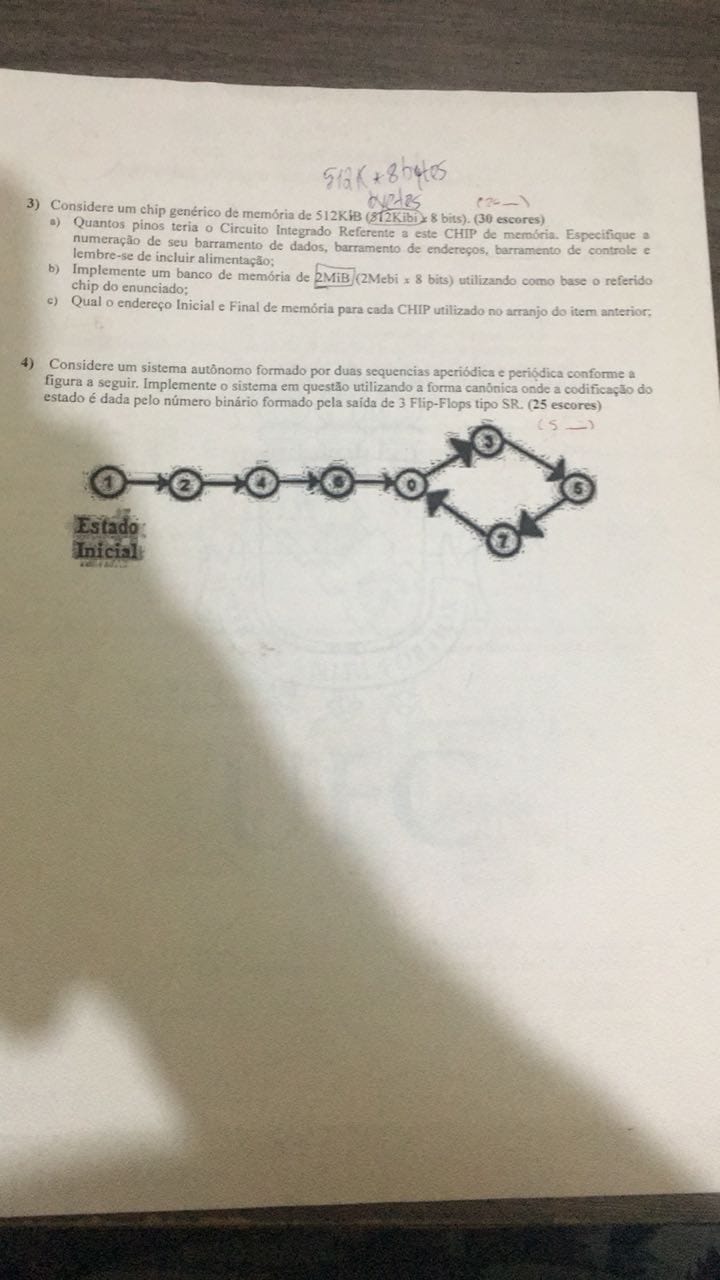 512K * 8 bytes
bytes
3) Considere um chip genérico de memória de 512KiB (512Kibi x 8 bits). (30 escores)
a) Quantos pinos teria o Circuito Integrado Referente a este CHIP de memória. Especifique a
numeração de seu barramento de dados, barramento de endereços, barramento de controle e
lembre-se de incluir alimentação;
b) Implemente um banco de memória de 2MiB (2Mebi x 8 bits) utilizando como base o referido
chip do enunciado;
c) Qual o endereço Inicial e Final de memória para cada CHIP utilizado no arranjo do item anterior;
4) Considere um sistema autônomo formado por duas sequencias aperiódica e periódica conforme a
figura a seguir. Implemente o sistema em questão utilizando a forma canônica onde a codificação do
estado é dada pelo número binário formado pela saída de 3 Flip-Flops tipo SR. (25 escores)
(5 —)
1 2 4 0 3 5 7
Estado
Inicial